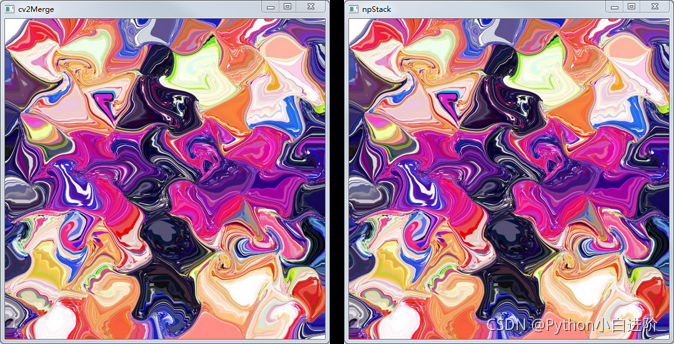 cv2Merge
npStack
CSDN @Python小白进阶